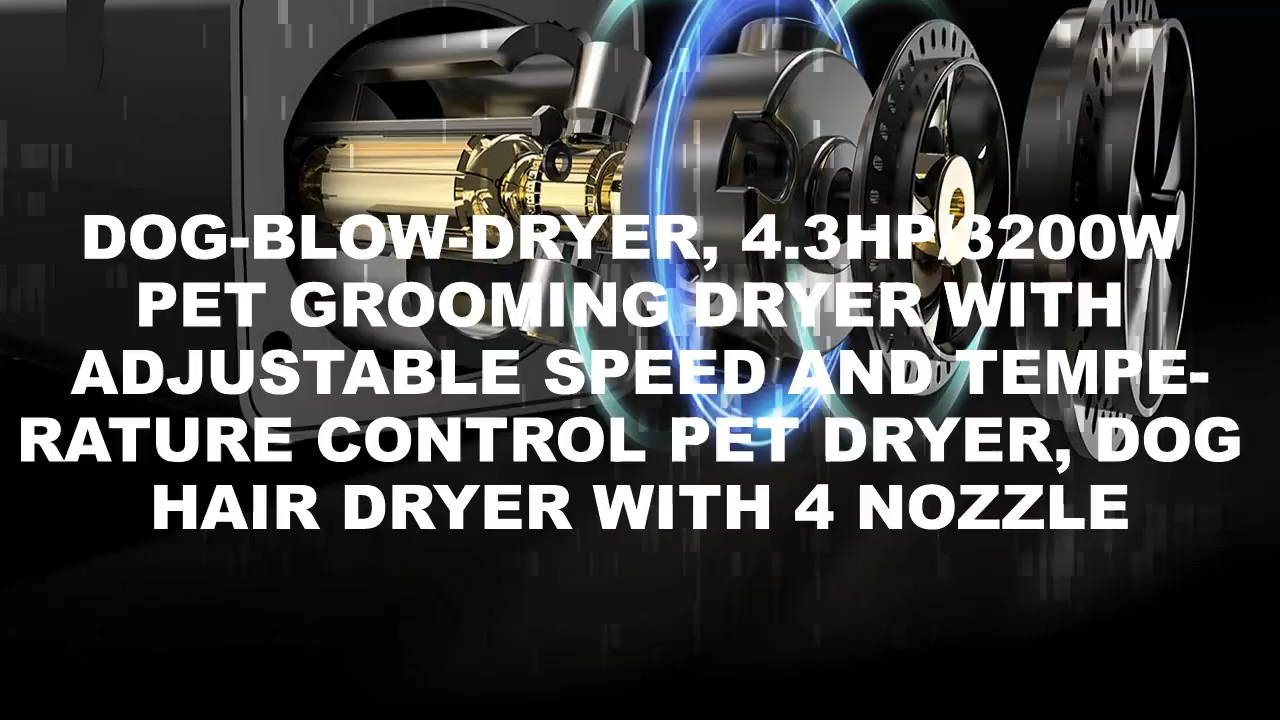 DOG-BLOW-DRYER, 4.3HP/3200W
PET GROOMING DRYER WITH
ADJUSTABLE SPEED AND TEMPE-
RATURE CONTROL PET DRYER, DOG
HAIR DRYER WITH 4 NOZZLE